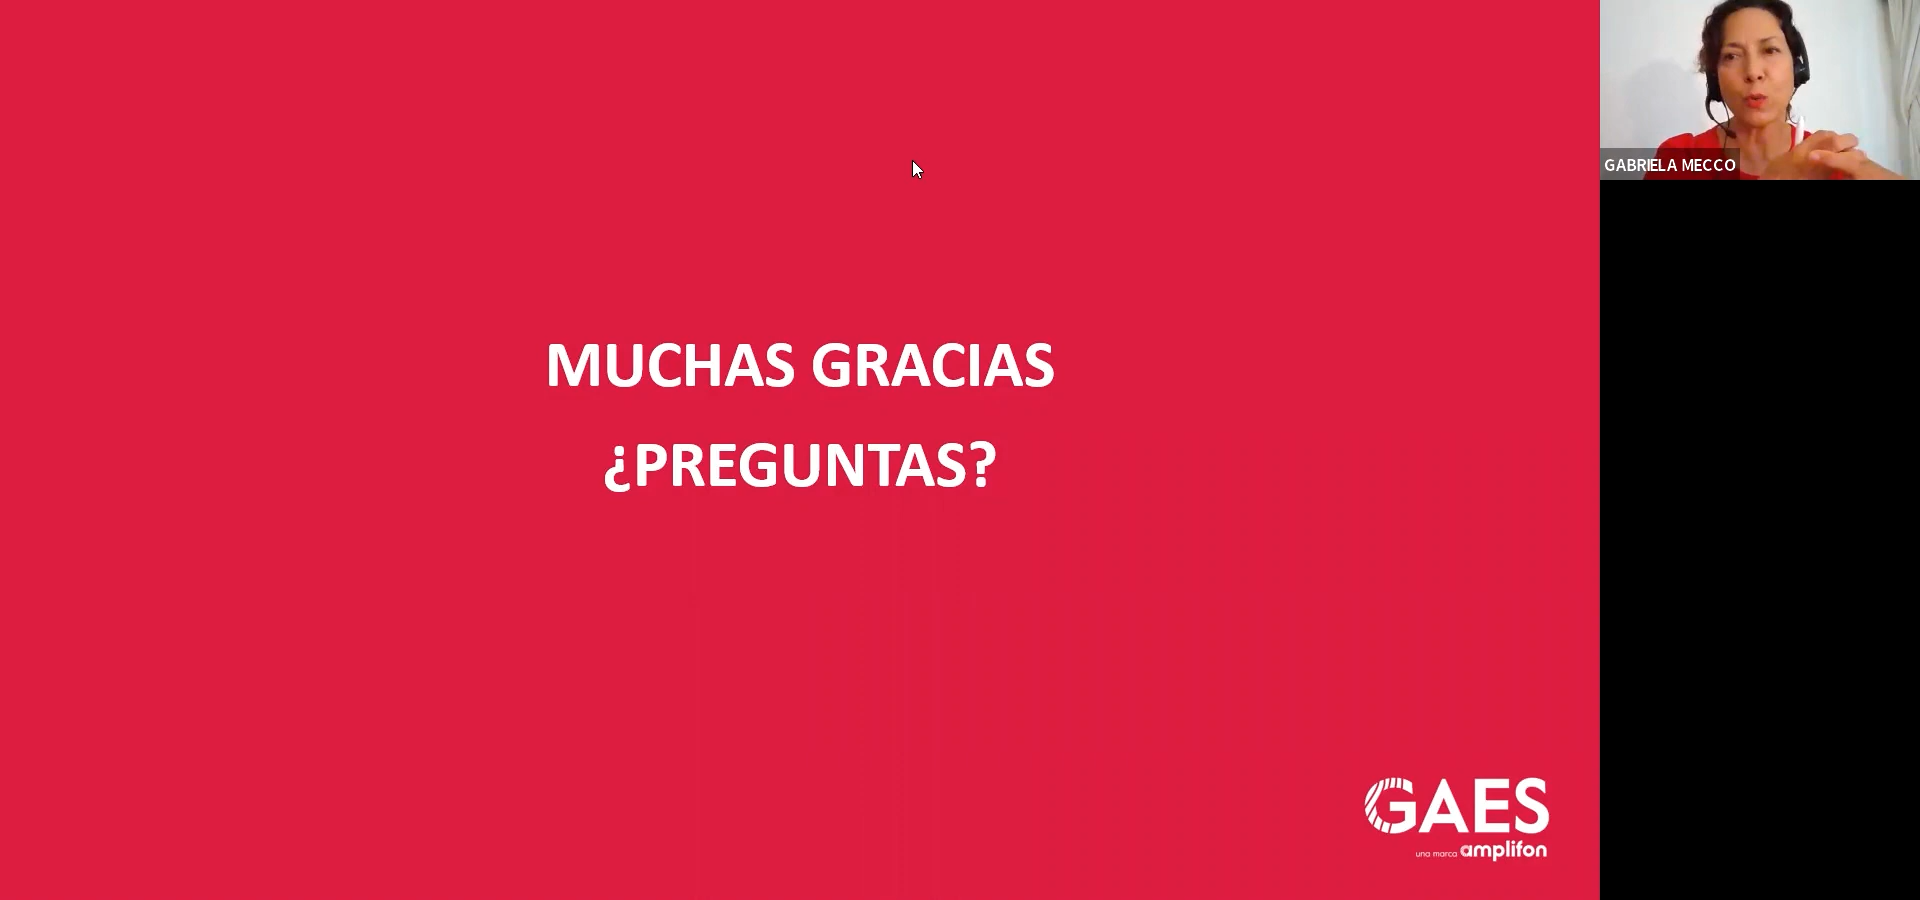 MUCHAS GRACIAS
¿PREGUNTAS?
GABRIELA MECCO
GAES
una marca amplifon